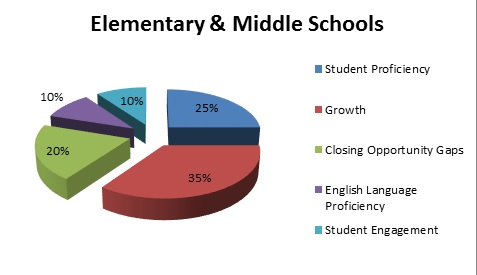 Elementary & Middle Schools
10%
10%
25%
20%
35%
Student Proficiency
Growth
Closing Opportunity Gaps
English Language
Proficiency
Student Engagement